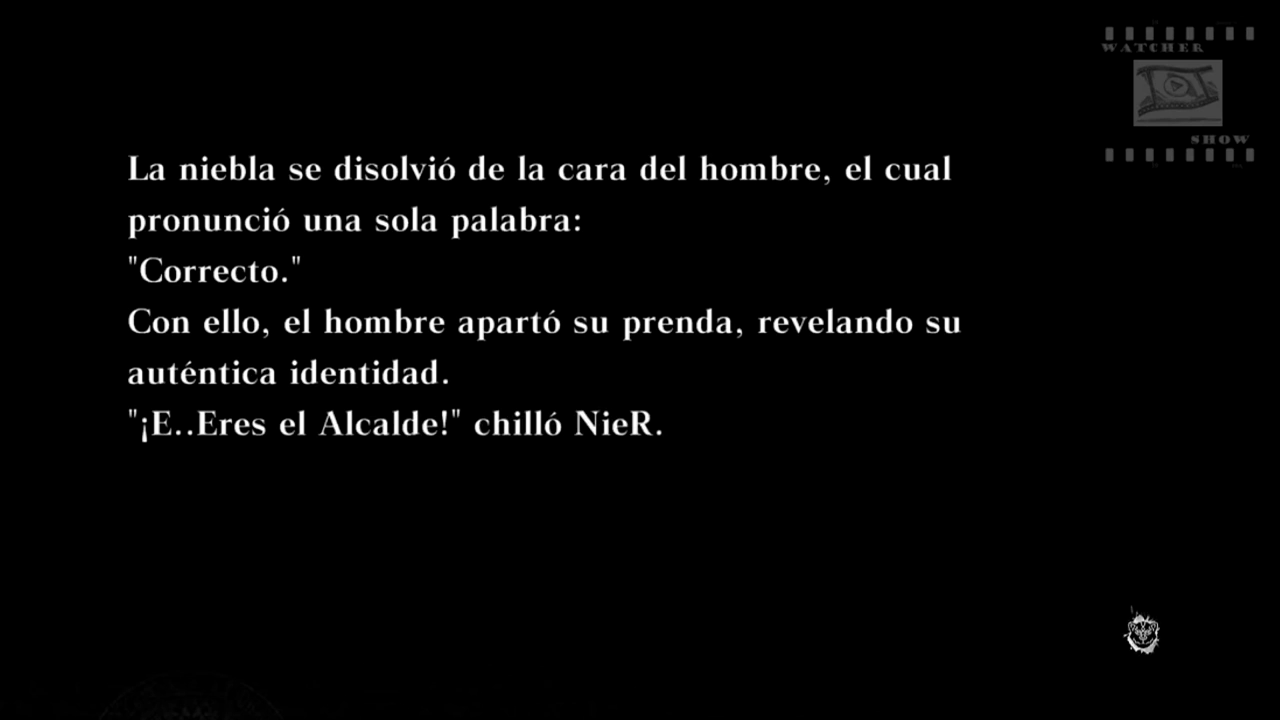 WATCHER
SHOW
La niebla se disolvió de la cara del hombre, el cual
pronunció una sola palabra:
"Correcto."
Con ello, el hombre apartó su prenda, revelando su
auténtica identidad.
"¡E..Eres el Alcalde!" chilló NieR.